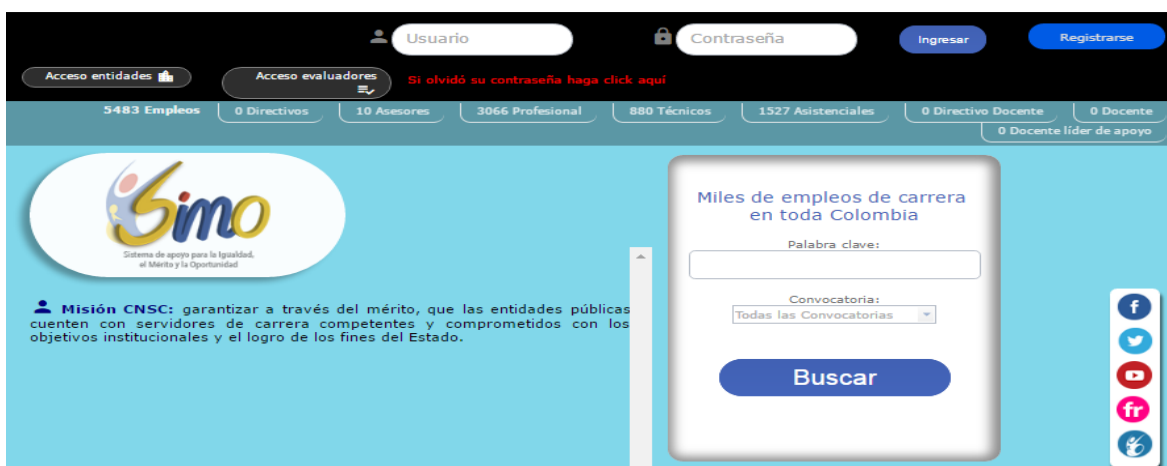 Usuario
Contraseña
Ingresar
Registrarse
Acceso entidades
Acceso evaluadores
Si olvidó su contraseña haga click aquí
5483 Empleos
0 Directivos
10 Asesores
3066 Profesional
880 Técnicos
1527 Asistenciales
0 Directivo Docente
0 Docente
0 Docente líder de apoyo
Simo
Sistema de apoyo para la Igualdad,
el Mérito y la Oportunidad
Misión CNSC: garantizar a través del mérito, que las entidades públicas
cuenten con servidores de carrera competentes y comprometidos con los
objetivos institucionales y el logro de los fines del Estado.
Miles de empleos de carrera
en toda Colombia
Palabra clave:
Convocatoria:
Todas las Convocatorias
Buscar
f
fr